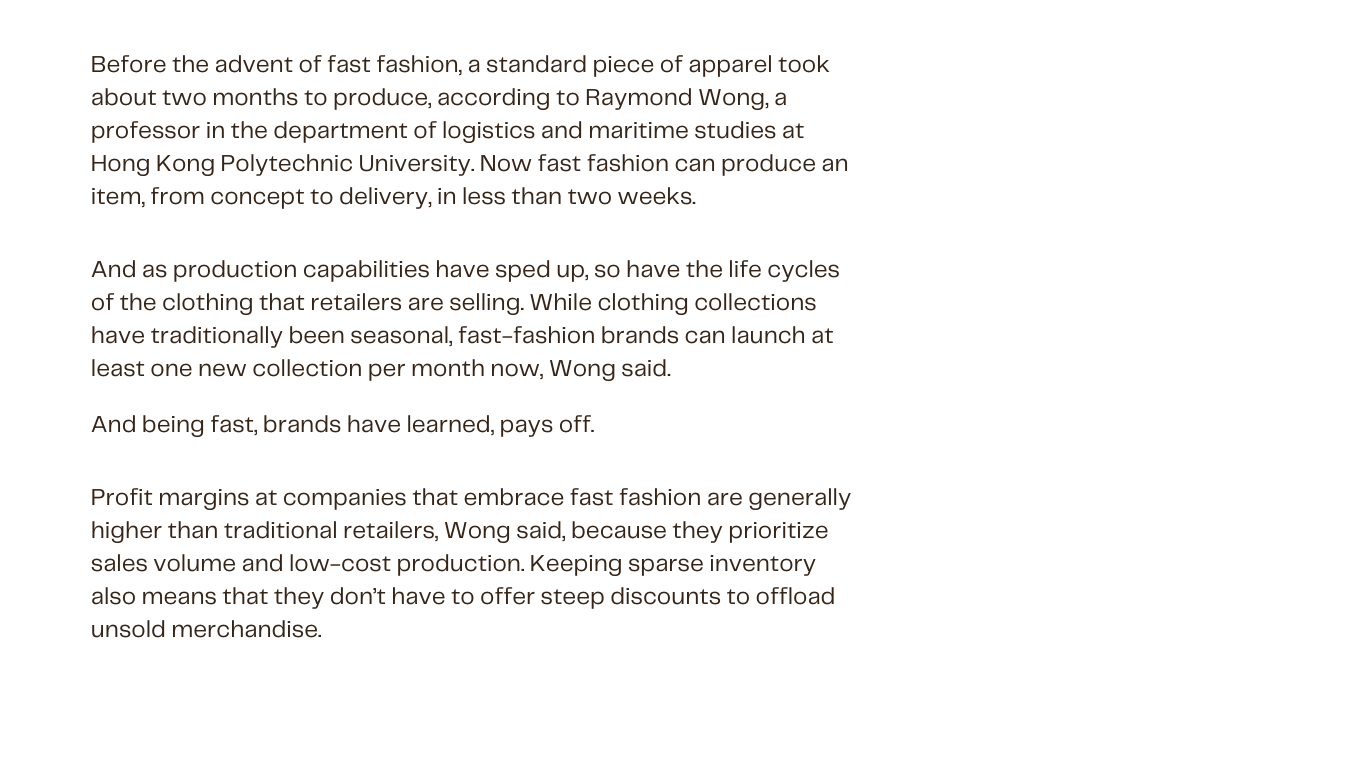 Before the advent of fast fashion, a standard piece of apparel took
about two months to produce, according to Raymond Wong, a
professor in the department of logistics and maritime studies at
Hong Kong Polytechnic University. Now fast fashion can produce an
item, from concept to delivery, in less than two weeks.
And as production capabilities have sped up, so have the life cycles
of the clothing that retailers are selling. While clothing collections
have traditionally been seasonal, fast-fashion brands can launch at
least one new collection per month now, Wong said.
And being fast, brands have learned, pays off.
Profit margins at companies that embrace fast fashion are generally
higher than traditional retailers, Wong said, because they prioritize
sales volume and low-cost production. Keeping sparse inventory
also means that they don’t have to offer steep discounts to offload
unsold merchandise.